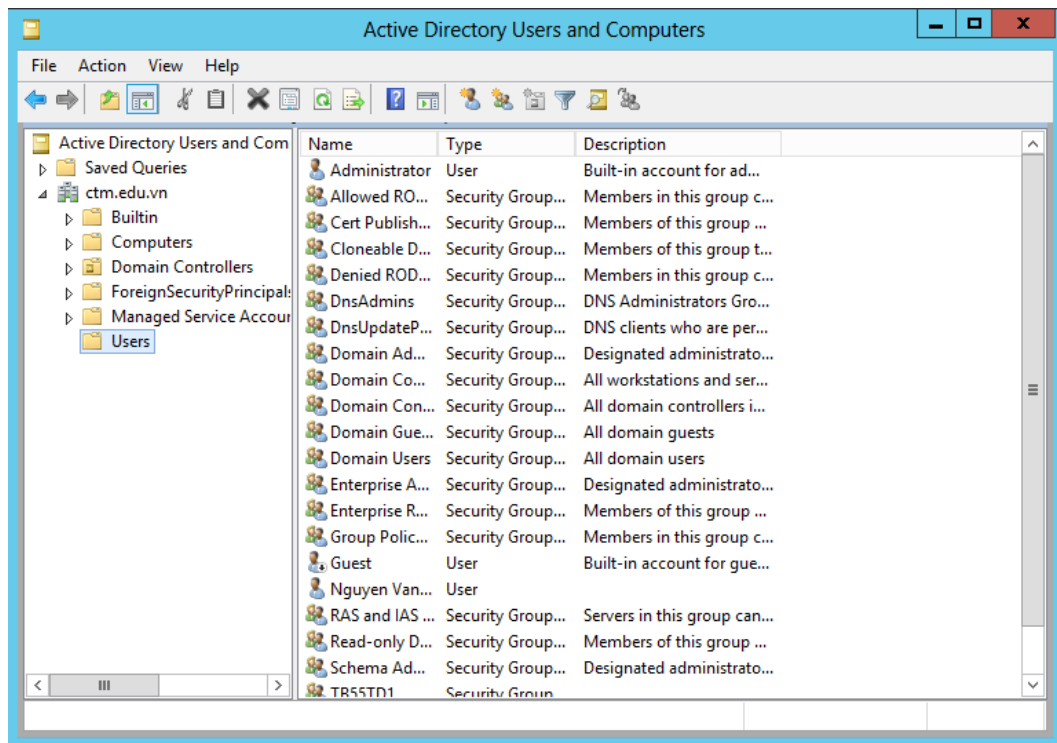 Active Directory Users and Computers
File Action View Help
Active Directory Users and Com
Saved Queries
ctm.edu.vn
Builtin
Computers
Domain Controllers
ForeignSecurityPrincipals
Managed Service Accour
Users
Name Type Description
Administrator User Built-in account for ad...
Allowed RO... Security Group... Members in this group c...
Cert Publish... Security Group... Members of this group ...
Cloneable D... Security Group... Members of this group t...
Denied ROD... Security Group... Members in this group c...
DnsAdmins Security Group... DNS Administrators Gro...
DnsUpdateP... Security Group... DNS clients who are per...
Domain Ad... Security Group... Designated administrato...
Domain Co... Security Group... All workstations and ser...
Domain Con... Security Group... All domain controllers i...
Domain Gue... Security Group... All domain guests
Domain Users Security Group... All domain users
Enterprise A... Security Group... Designated administrato...
Enterprise R... Security Group... Members of this group ...
Group Polic... Security Group... Members in this group c...
Guest User Built-in account for gue...
Nguyen Van... User
RAS and IAS ... Security Group... Servers in this group can...
Read-only D... Security Group... Members of this group ...
Schema Ad... Security Group... Designated administrato...
TB55TD1 Security Group